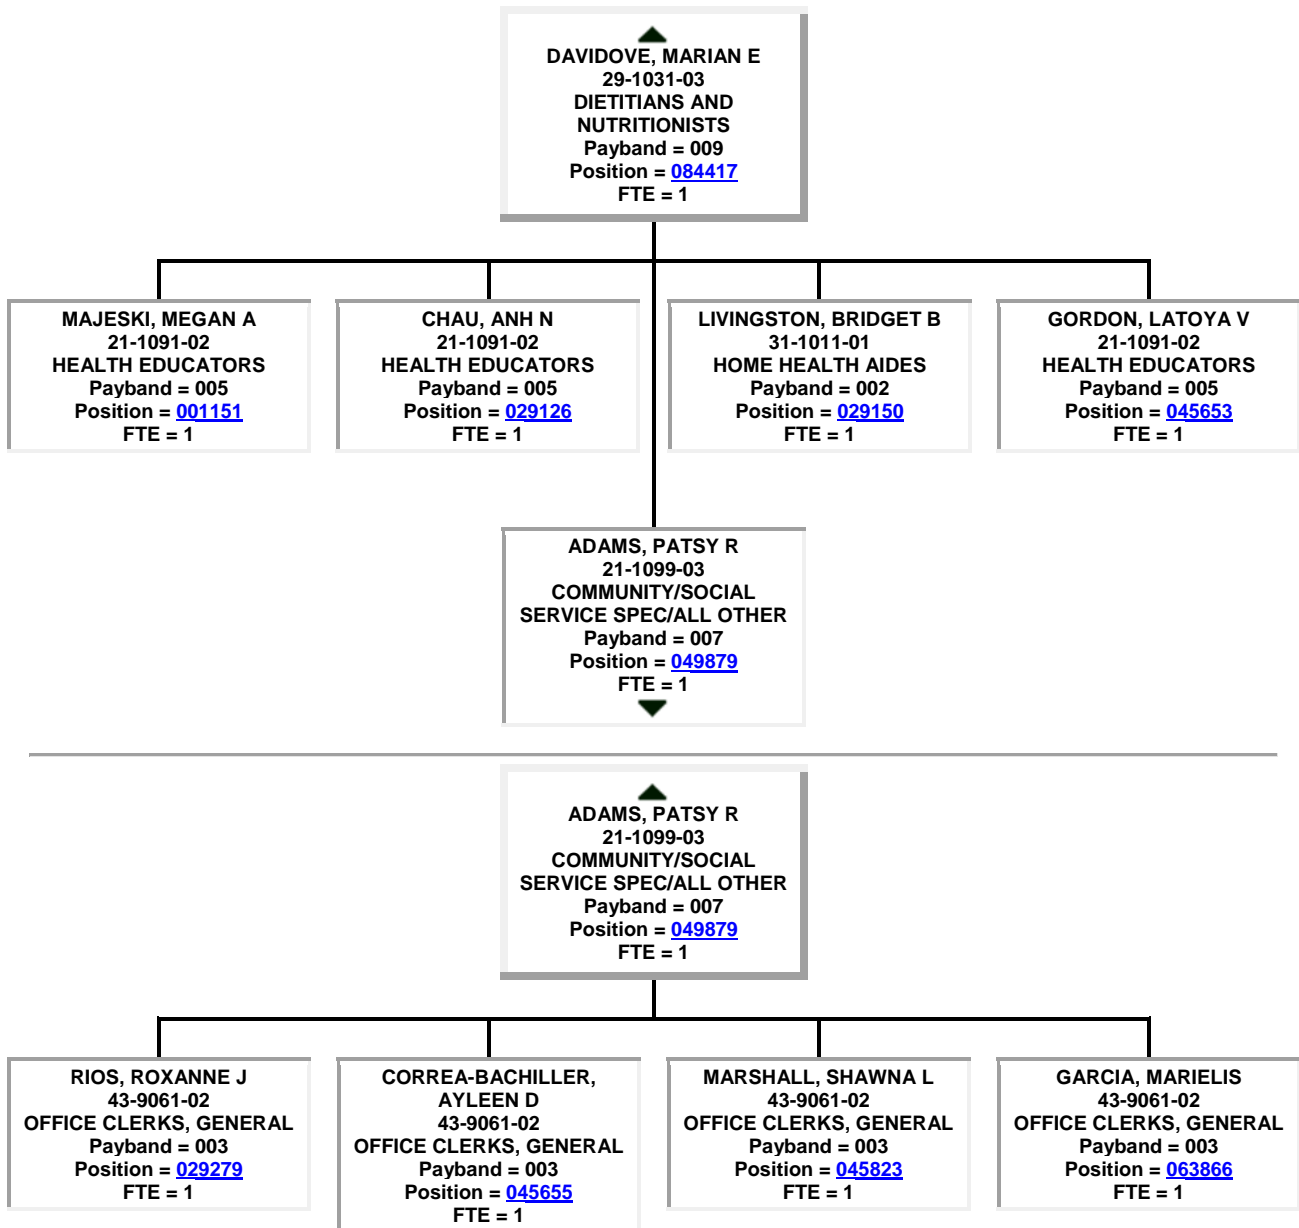 DAVIDOVE, MARIAN E
29-1031-03
DIETITIANS AND
NUTRITIONISTS
Payband = 009
Position = 084417
FTE = 1
MAJESKI, MEGAN A
21-1091-02
HEALTH EDUCATORS
Payband = 005
Position = 001151
FTE = 1
CHAU, ANH N
21-1091-02
HEALTH EDUCATORS
Payband = 005
Position = 029126
FTE = 1
LIVINGSTON, BRIDGET B
31-1011-01
HOME HEALTH AIDES
Payband = 002
Position = 029150
FTE = 1
GORDON, LATOYA V
21-1091-02
HEALTH EDUCATORS
Payband = 005
Position = 045653
FTE = 1
ADAMS, PATSY R
21-1099-03
COMMUNITY/SOCIAL
SERVICE SPEC/ALL OTHER
Payband = 007
Position = 049879
FTE = 1
ADAMS, PATSY R
21-1099-03
COMMUNITY/SOCIAL
SERVICE SPEC/ALL OTHER
Payband = 007
Position = 049879
FTE = 1
RIOS, ROXANNE J
43-9061-02
OFFICE CLERKS, GENERAL
Payband = 003
Position = 029279
FTE = 1
CORREA-BACHILLER,
AYLEEN D
43-9061-02
OFFICE CLERKS, GENERAL
Payband = 003
Position = 045655
FTE = 1
MARSHALL, SHAWNA L
43-9061-02
OFFICE CLERKS, GENERAL
Payband = 003
Position = 045823
FTE = 1
GARCIA, MARIELIS
43-9061-02
OFFICE CLERKS, GENERAL
Payband = 003
Position = 063866
FTE = 1